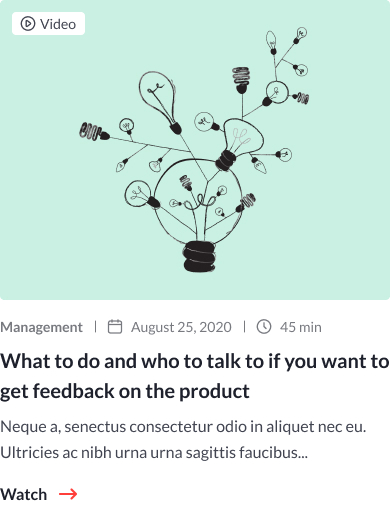 Video
Management | August 25, 2020 | 45 min
What to do and who to talk to if you want to
get feedback on the product
Neque a, senectus consectetur odio in aliquet nec eu.
Ultricies ac nibh urna urna sagittis faucibus...
Watch